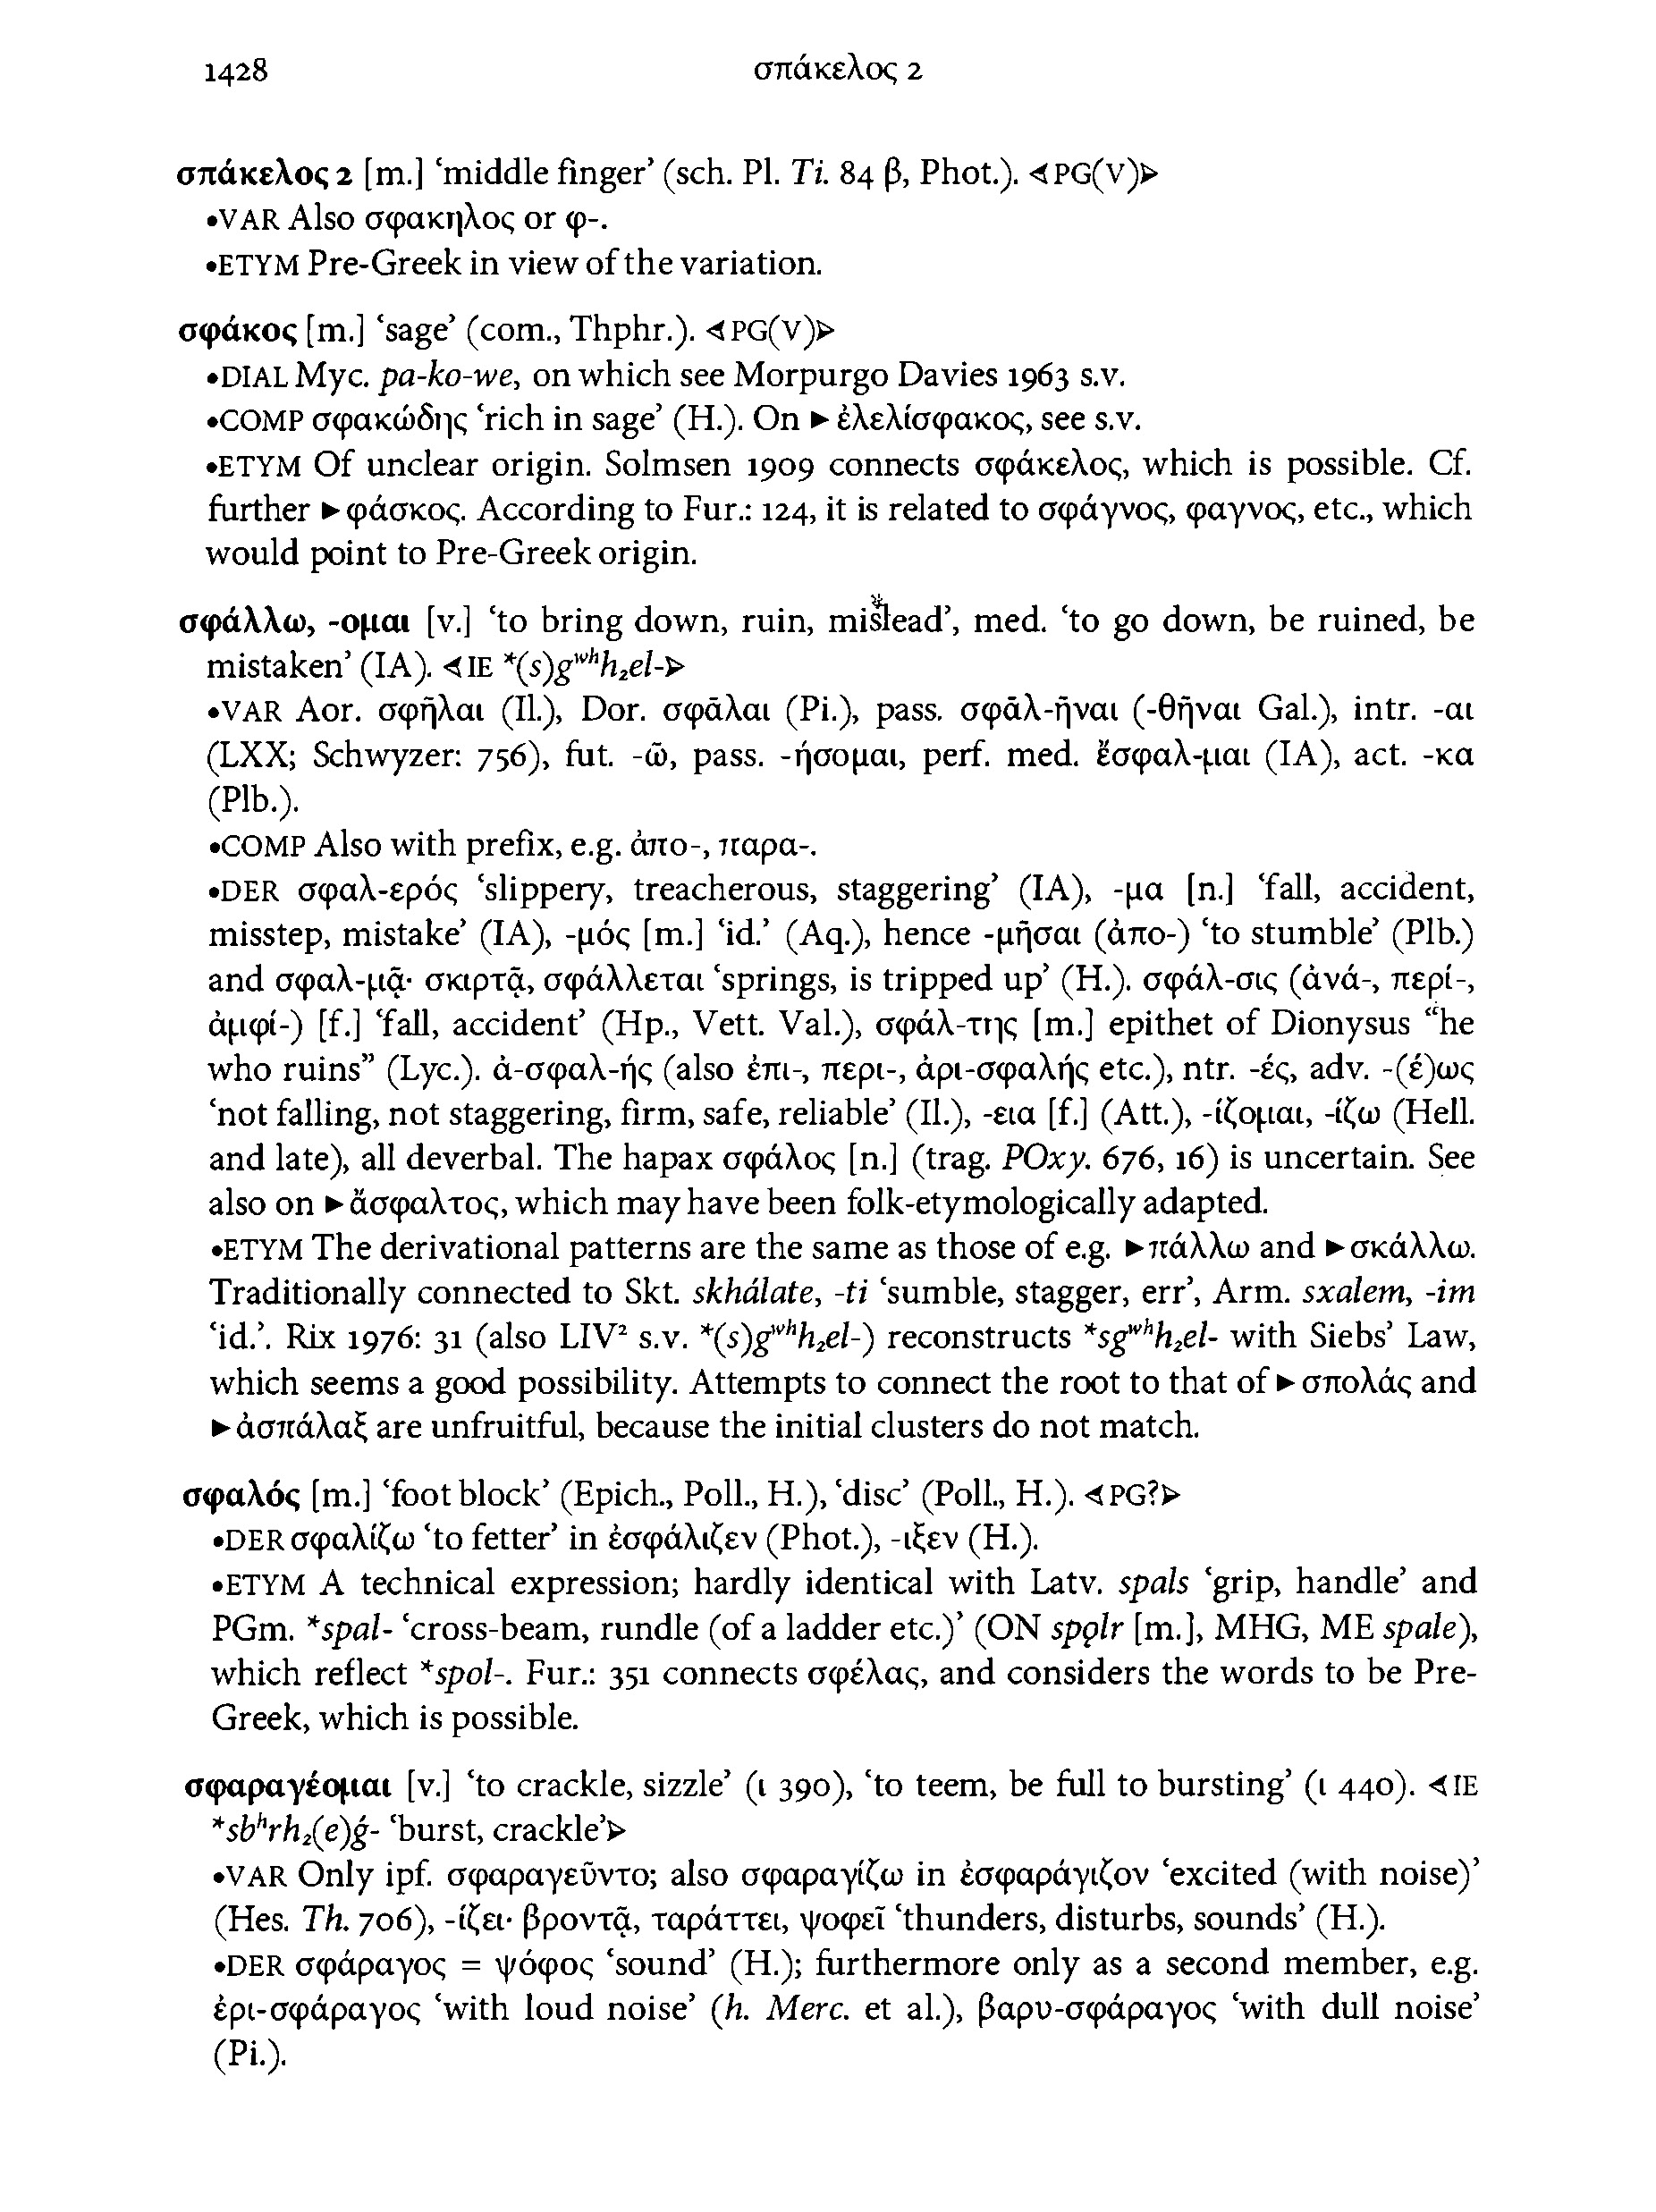 1428 σπάκελος 2
σπάκελος 2 [m.] ‘middle finger’ (sch. Pl. Ti. 84 β, Phot.). ⊲PG(V)⊳
•VAR Also σφακηλος or φ-.
•ETYM Pre-Greek in view of the variation.
σφάκος [m.] ‘sage’ (com., Thphr.). ⊲PG(V)⊳
•DIAL Myc. pa-ko-we, on which see Morpurgo Davies 1963 s.v.
•COMP σφακώδης ‘rich in sage’ (H.). On ►ἐλελίσφακος, see s.v.
•ETYM Of unclear origin. Solmsen 1909 connects σφάκελος, which is possible. Cf.
further ►φάσκος. According to Fur.: 124, it is related to σφάγνος, φαγνος, etc., which
would point to Pre-Greek origin.
σφάλλω, -ομαι [v.] ‘to bring down, ruin, mislead’, med. ‘to go down, be ruined, be
mistaken’ (IA). ⊲IE *(s)gʷʰh₂el-⊳
•VAR Aor. σφῆλαι (Il.), Dor. σφᾶλαι (Pi.), pass. σφᾰλ-ῆναι (-θῆναι Gal.), intr. -αι
(LXX; Schwyzer: 756), fut. -ῶ, pass. -ήσομαι, perf. med. ἔσφαλ-μαι (IA), act. -κα
(Plb.).
•COMP Also with prefix, e.g. ἀπο-, παρα-.
•DER σφαλ-ερός ‘slippery, treacherous, staggering’ (IA), -μα [n.] ‘fall, accident,
misstep, mistake’ (IA), -μός [m.] ‘id.’ (Aq.), hence -μῆσαι (ἀπο-) ‘to stumble’ (Plb.)
and σφαλ-μᾷ· σκιρτᾷ, σφάλλεται ‘springs, is tripped up’ (H.). σφάλ-σις (ἀνά-, περί-,
ἀμφί-) [f.] ‘fall, accident’ (Hp., Vett. Val.), σφάλ-της [m.] epithet of Dionysus “he
who ruins” (Lyc.). ἀ-σφαλ-ής (also ἐπι-, περι-, ἀρι-σφαλής etc.), ntr. -ές, adv. -(έ)ως
‘not falling, not staggering, firm, safe, reliable’ (Il.), -εια [f.] (Att.), -ίζομαι, -ίζω (Hell.
and late), all deverbal. The hapax σφάλος [n.] (trag. POxy. 676, 16) is uncertain. See
also on ►ἄσφαλτος, which may have been folk-etymologically adapted.
•ETYM The derivational patterns are the same as those of e.g. ►πάλλω and ►σκάλλω.
Traditionally connected to Skt. skhálate, -ti ‘sumble, stagger, err’, Arm. sxalem, -im
‘id.’. Rix 1976: 31 (also LIV² s.v. *(s)gʷʰh₂el-) reconstructs *sgʷʰh₂el- with Siebs’ Law,
which seems a good possibility. Attempts to connect the root to that of ►σπολάς and
►ἀσπάλαξ are unfruitful, because the initial clusters do not match.
σφαλός [m.] ‘foot block’ (Epich., Poll., H.), ‘disc’ (Poll., H.). ⊲PG?⊳
•DER σφαλίζω ‘to fetter’ in ἐσφάλιζεν (Phot.), -ιξεν (H.).
•ETYM A technical expression; hardly identical with Latv. spals ‘grip, handle’ and
PGm. *spal- ‘cross-beam, rundle (of a ladder etc.)’ (ON spǫlr [m.], MHG, ME spale),
which reflect *spol-. Fur.: 351 connects σφέλας, and considers the words to be Pre-
Greek, which is possible.
σφαραγέομαι [v.] ‘to crackle, sizzle’ (ι 390), ‘to teem, be full to bursting’ (ι 440). ⊲IE
*sbʰrh₂(e)ǵ- ‘burst, crackle’⊳
•VAR Only ipf. σφαραγεῦντο; also σφαραγίζω in ἐσφαράγιζον ‘excited (with noise)’
(Hes. Th. 706), -ίζει· βροντᾷ, ταράττει, ψοφεῖ ‘thunders, disturbs, sounds’ (H.).
•DER σφάραγος = ψόφος ‘sound’ (H.); furthermore only as a second member, e.g.
ἐρι-σφάραγος ‘with loud noise’ (h. Merc. et al.), βαρυ-σφάραγος ‘with dull noise’
(Pi.).